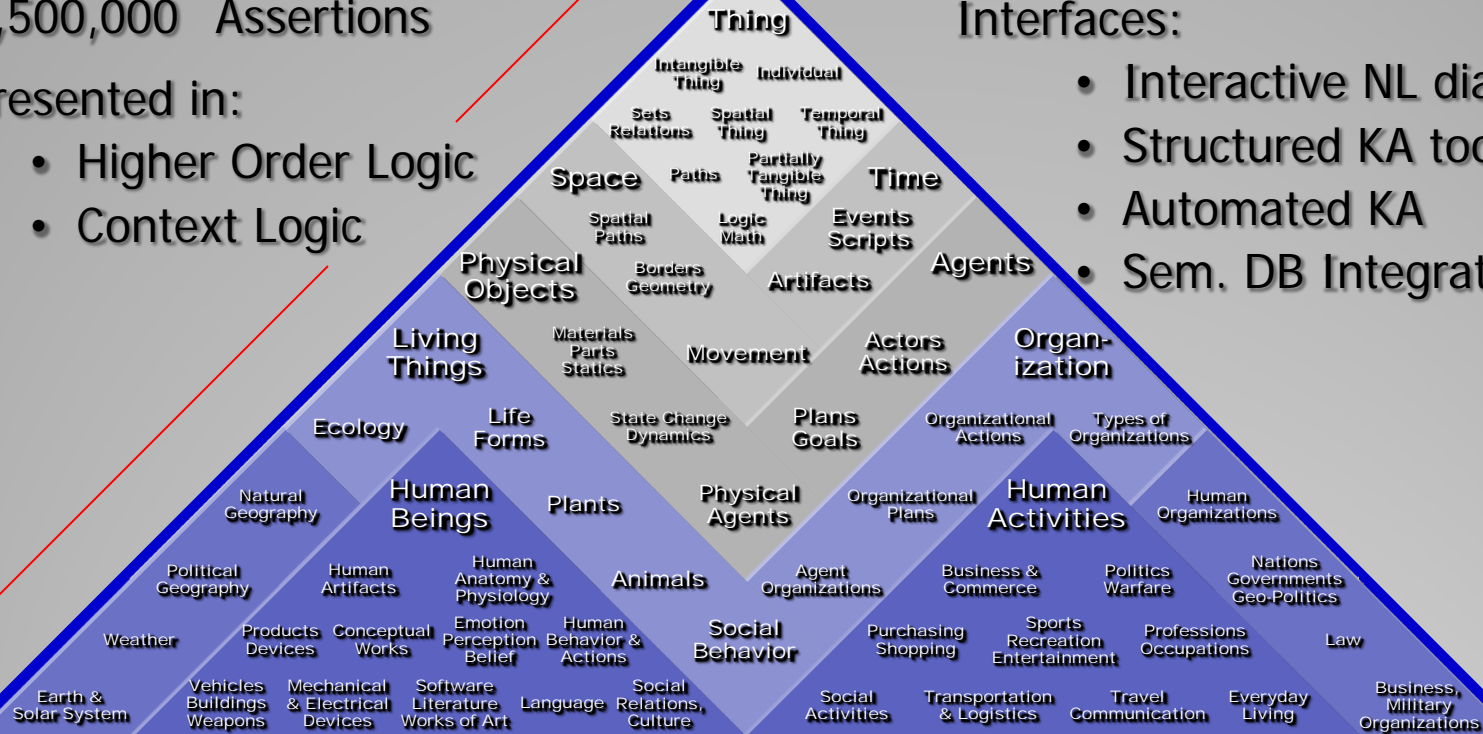 ,500,000 Assertions
resented in:
• Higher Order Logic
• Context Logic
Interfaces:
• Interactive NL dia
• Structured KA too
• Automated KA
• Sem. DB Integrat
Thing
Intangible
Thing
Individual
Sets
Relations
Spatial
Thing
Temporal
Thing
Space
Paths
Partially
Tangible
Thing
Time
Spatial
Paths
Logic
Math
Events
Scripts
Physical
Objects
Borders
Geometry
Artifacts
Agents
Living
Things
Materials
Parts
Statics
Movement
Actors
Actions
Organ-
ization
Ecology
Life
Forms
State Change
Dynamics
Plans
Goals
Organizational
Actions
Types of
Organizations
Natural
Geography
Human
Beings
Plants
Physical
Agents
Organizational
Plans
Human
Activities
Human
Organizations
Political
Geography
Human
Artifacts
Human
Anatomy &
Physiology
Animals
Agent
Organizations
Business &
Commerce
Politics
Warfare
Nations
Governments
Geo-Politics
Weather
Products
Devices
Conceptual
Works
Emotion
Perception
Belief
Human
Behavior &
Actions
Social
Behavior
Purchasing
Shopping
Sports
Recreation
Entertainment
Professions
Occupations
Law
Earth &
Solar System
Vehicles
Buildings
Weapons
Mechanical
& Electrical
Devices
Software
Literature
Works of Art
Language
Social
Relations,
Culture
Social
Activities
Transportation
& Logistics
Travel
Communication
Everyday
Living
Business,
Military
Organizations